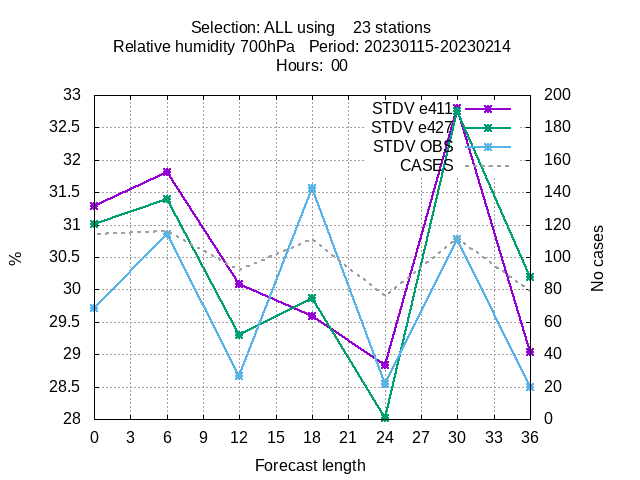 Selection: ALL using    23 stations
Relative humidity 700hPa   Period: 20230115-20230214
Hours:  00
33
32.5
32
31.5
31
30.5
30
29.5
29
28.5
28
%
200
180
160
140
120
100
80
60
40
20
0
No cases
STDV e411
STDV e427
STDV OBS
CASES
0 3 6 9 12 15 18 21 24 27 30 33 36
Forecast length